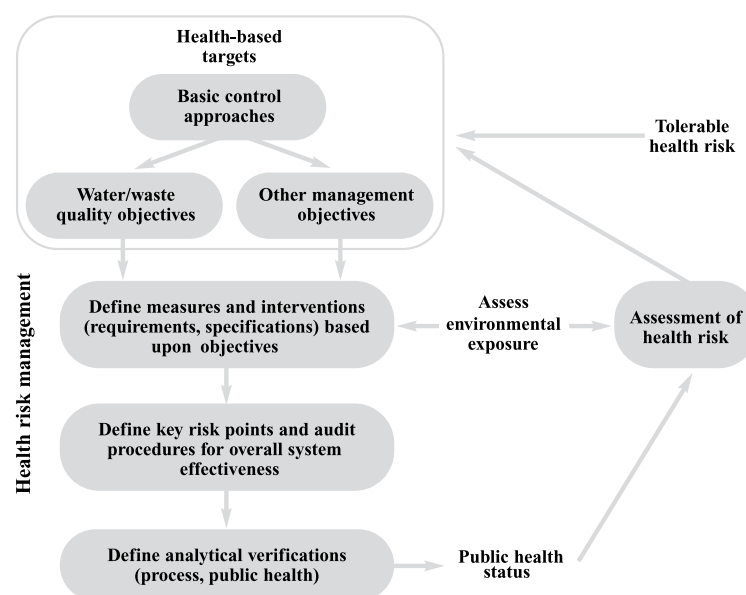 Health-based
targets
Basic control
approaches
Tolerable
health risk
Water/waste
quality objectives
Other management
objectives
Health risk management
Define measures and interventions
(requirements, specifications) based
upon objectives
Assess
environmental
exposure
Assessment of
health risk
Define key risk points and audit
procedures for overall system
effectiveness
Define analytical verifications
(process, public health)
Public health
status